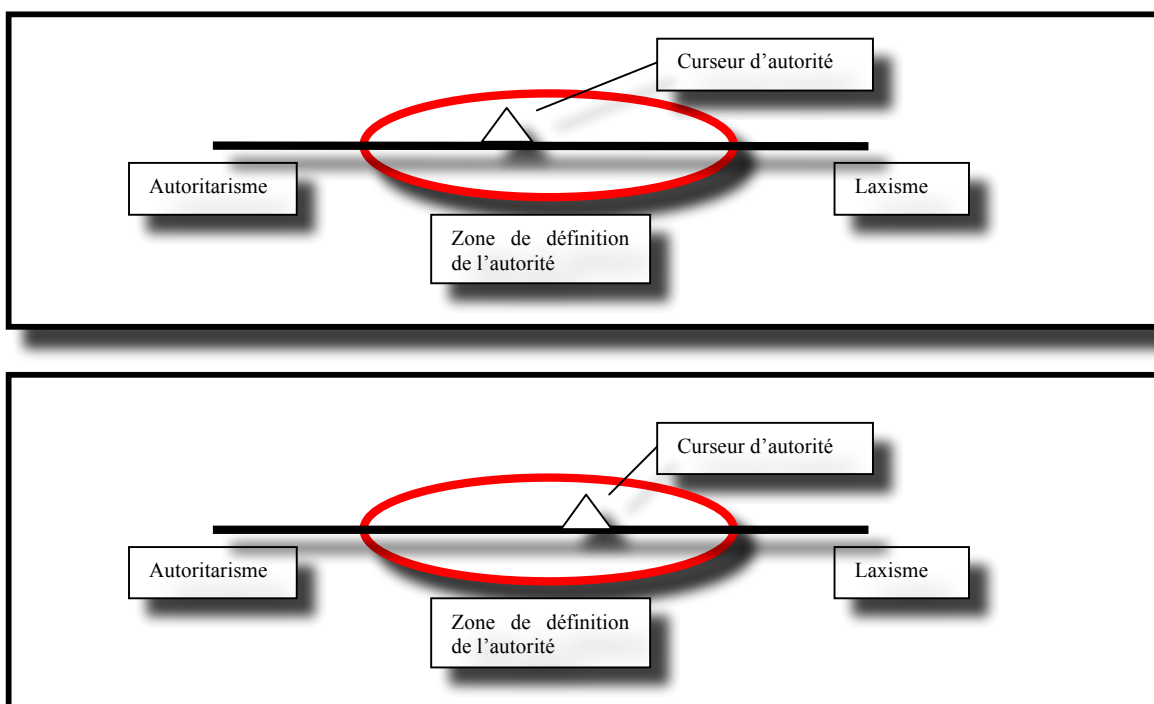 Curseur d'autorité
Autoritarisme
Laxisme
Zone de définition
de l'autorité
Curseur d'autorité
Autoritarisme
Laxisme
Zone de définition
de l'autorité